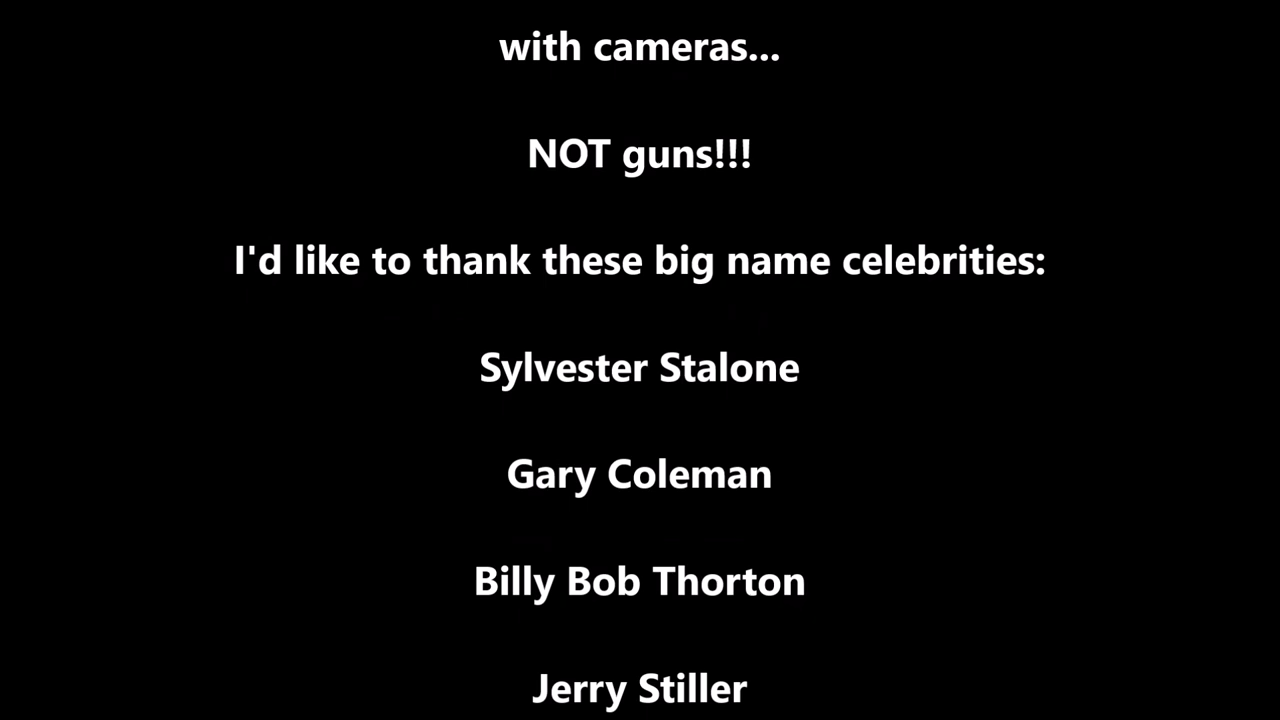 with cameras...
NOT guns!!!
I'd like to thank these big name celebrities:
Sylvester Stalone
Gary Coleman
Billy Bob Thorton
Jerry Stiller